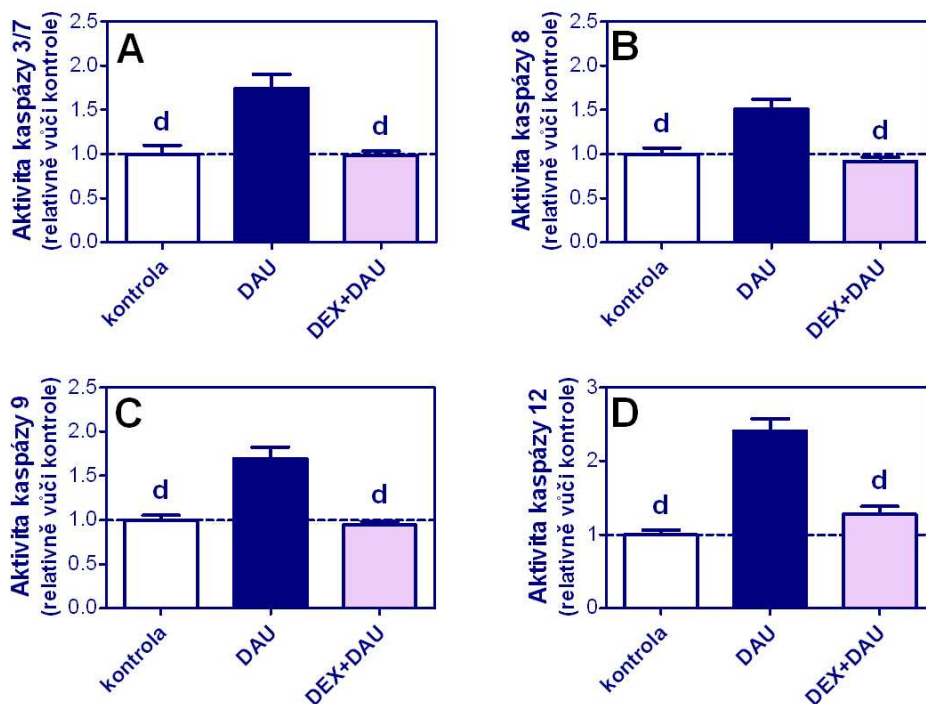 A
Aktivita kaspázy 3/7
(relativně vůči kontrole)
2.5
2.0
1.5
1.0
0.5
0.0
d
d
kontrola
DAU
DEX+DAU
B
Aktivita kaspázy 8
(relativně vůči kontrole)
2.5
2.0
1.5
1.0
0.5
0.0
d
d
kontrola
DAU
DEX+DAU
C
Aktivita kaspázy 9
(relativně vůči kontrole)
2.5
2.0
1.5
1.0
0.5
0.0
d
d
kontrola
DAU
DEX+DAU
D
Aktivita kaspázy 12
(relativně vůči kontrole)
3
2
1
0
d
d
kontrola
DAU
DEX+DAU